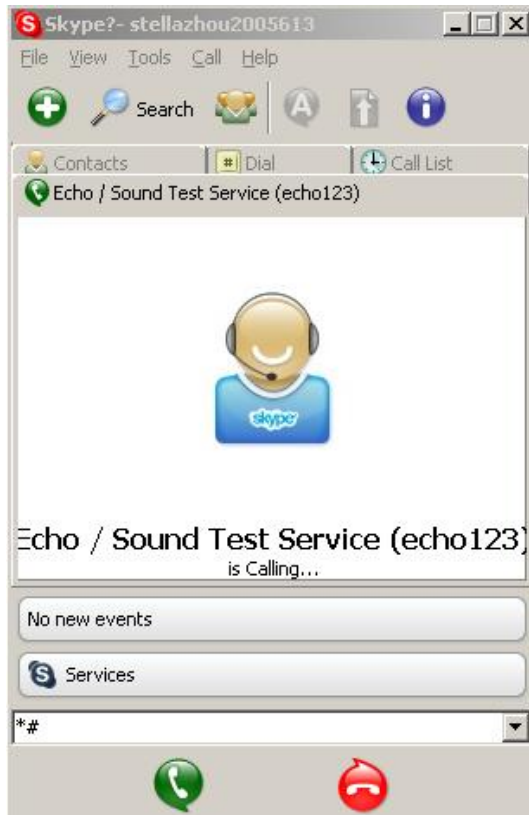 Skype?- stellazhou2005613
File View Tools Call Help
Search
Contacts # Dial Call List
Echo / Sound Test Service (echo123)
skype
Echo / Sound Test Service (echo123)
is Calling...
No new events
S Services
*#